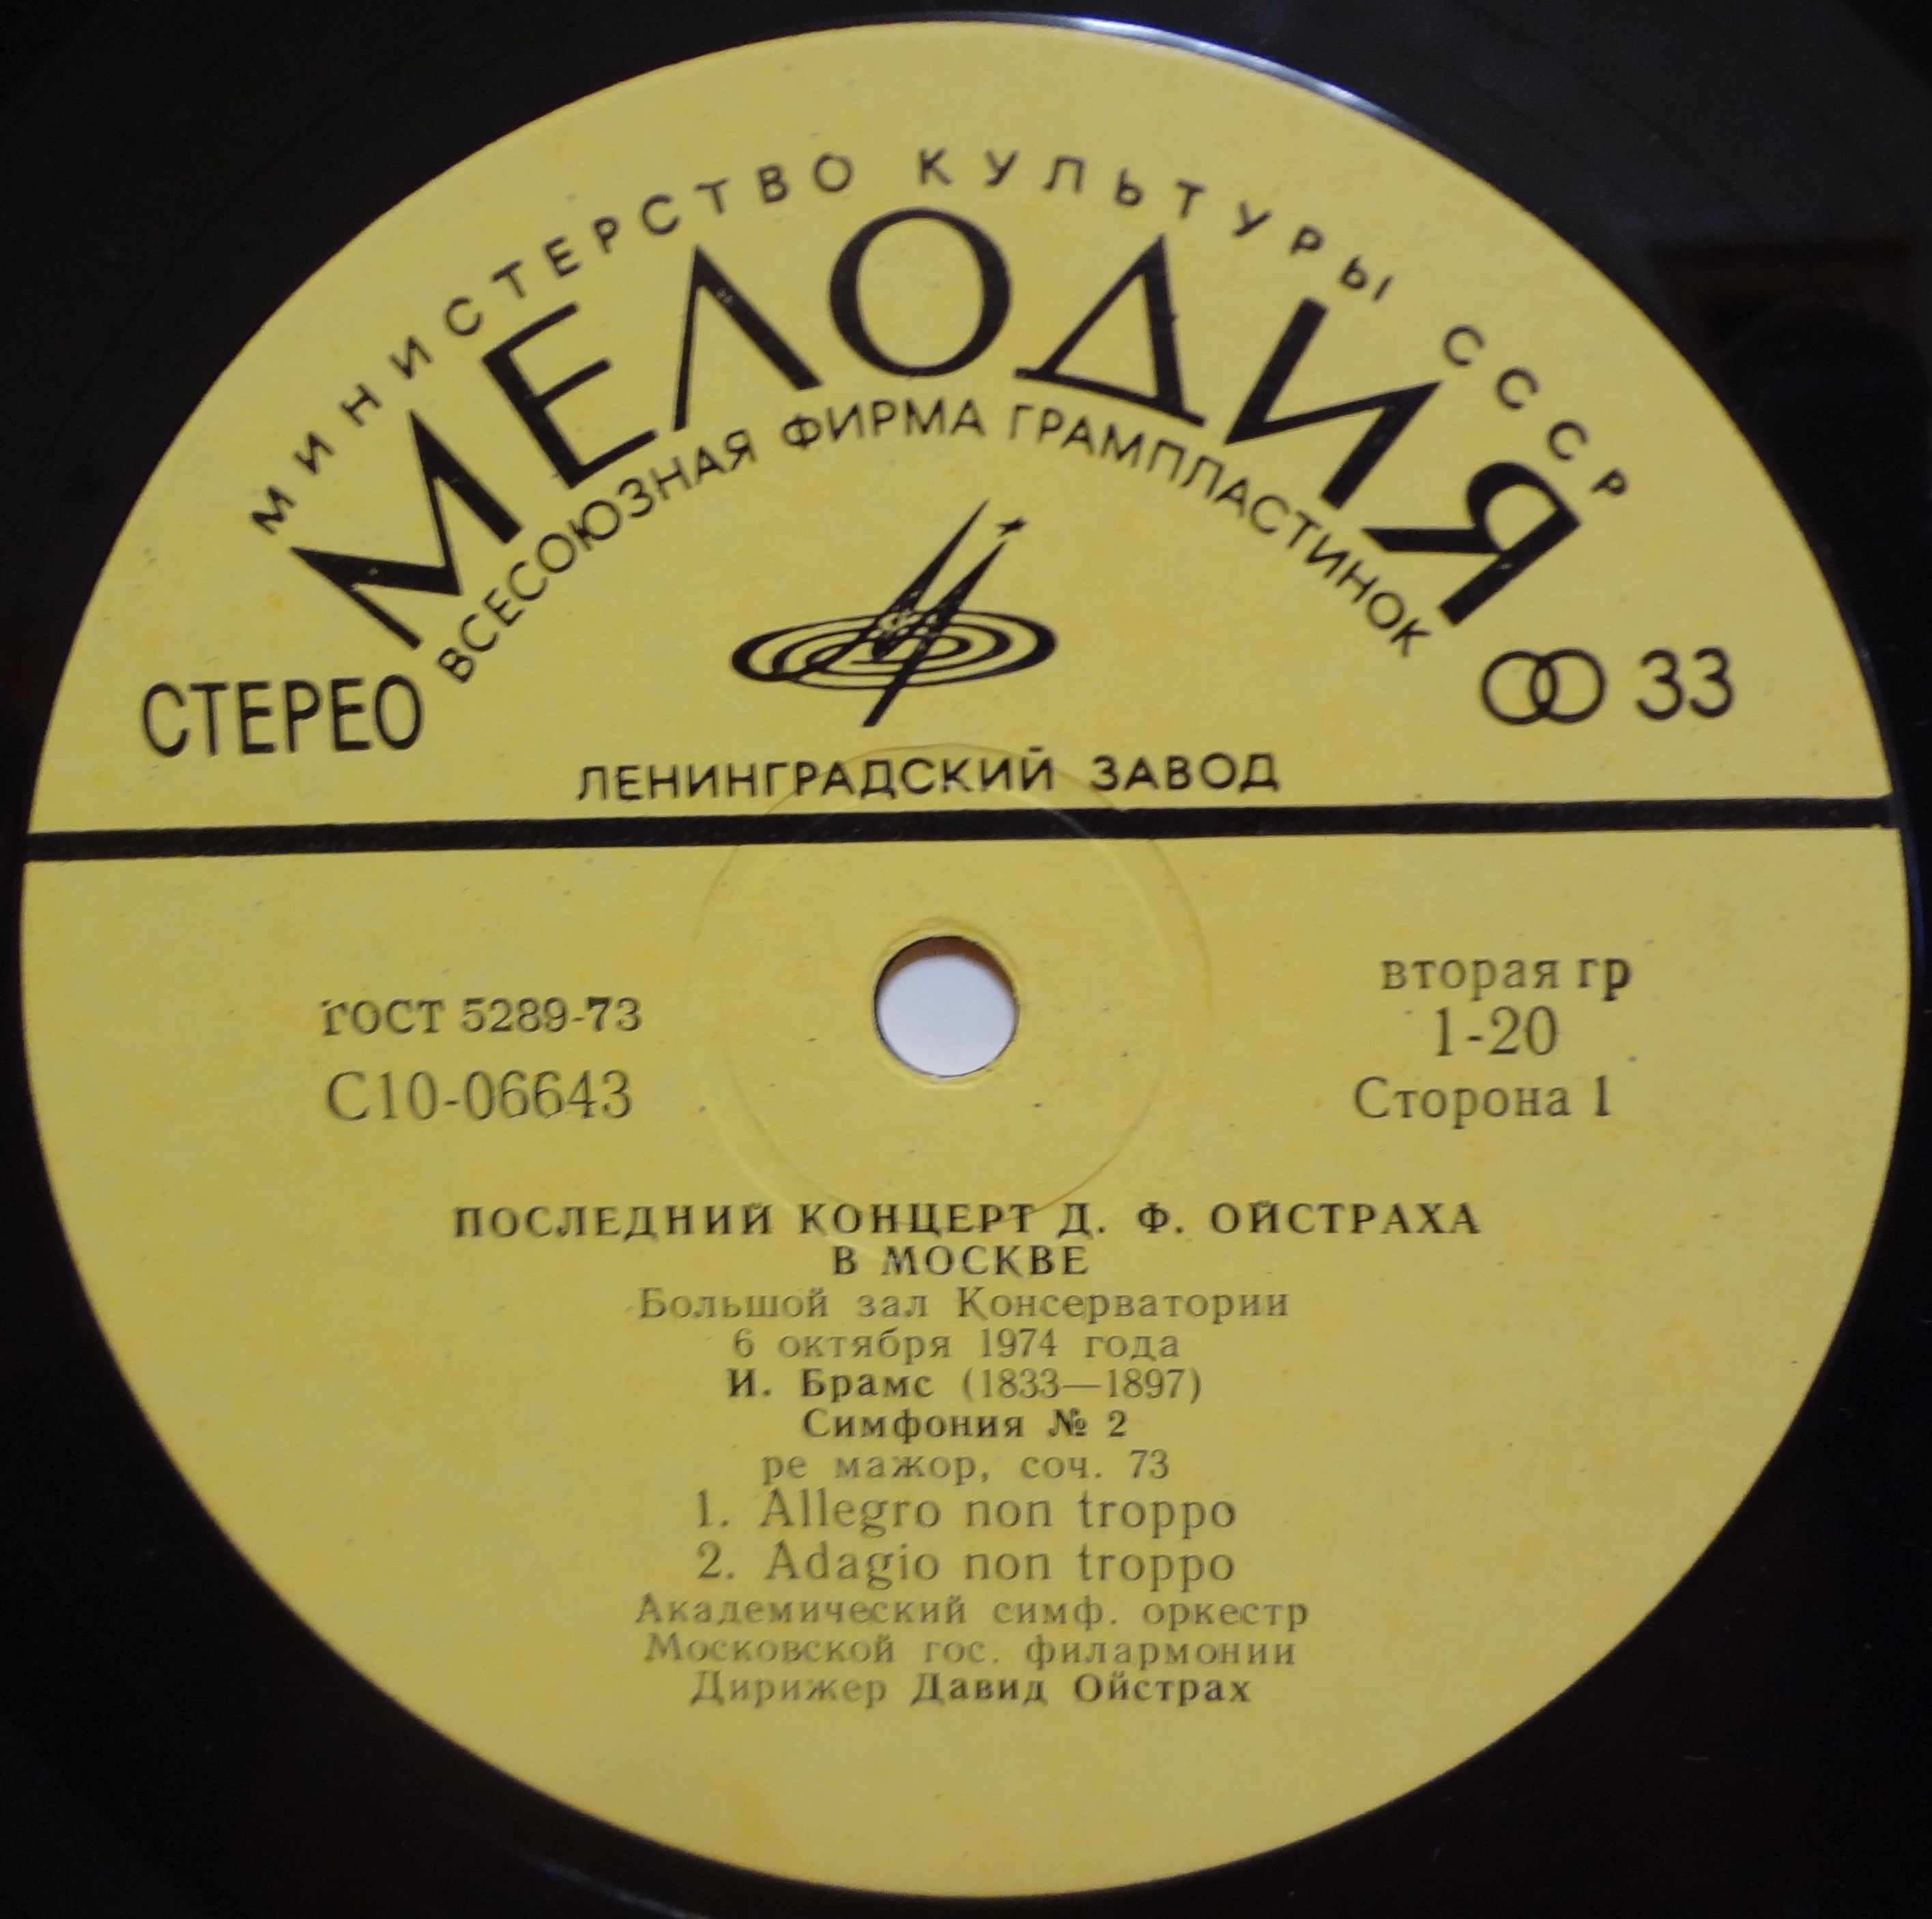 МИНИСТЕРСТВО КУЛЬТУРЫ СССР
МЕЛОДИЯ
ВСЕСОЮЗНАЯ ФИРМА ГРАМПЛАСТИНОК
СТЕРЕО
33
ЛЕНИНГРАДСКИЙ ЗАВОД
ГОСТ 5289-73
С10-06643
вторая гр
1-20
Сторона 1
ПОСЛЕДНИЙ КОНЦЕРТ Д. Ф. ОЙСТРАХА
В МОСКВЕ
Большой зал Консерватории
6 октября 1974 года
И. Брамс (1833—1897)
Симфония № 2
ре мажор, соч. 73
1. Allegro non troppo
2. Adagio non troppo
Академический симф. оркестр
Московской гос. филармонии
Дирижер Давид Ойстрах